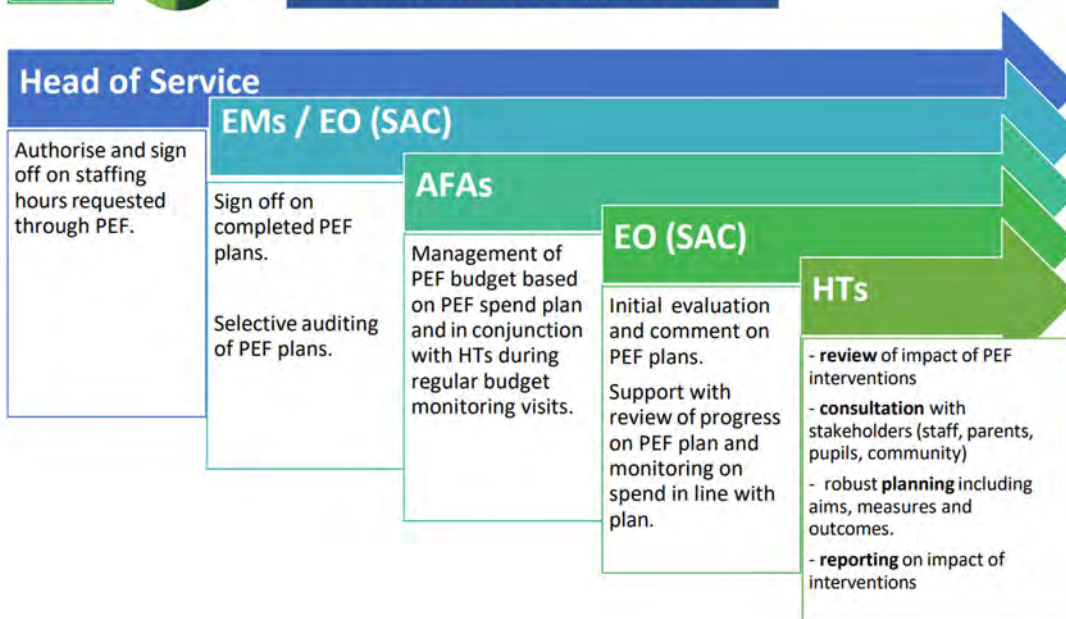 Head of Service
Authorise and sign
off on staffing
hours requested
through PEF.
EMs / EO (SAC)
Sign off on
completed PEF
plans.
Selective auditing
of PEF plans.
AFAs
Management of
PEF budget based
on PEF spend plan
and in conjunction
with HTs during
regular budget
monitoring visits.
EO (SAC)
Initial evaluation
and comment on
PEF plans.
Support with
review of progress
on PEF plan and
monitoring on
spend in line with
plan.
HTs
- review of impact of PEF
interventions
- consultation with
stakeholders (staff, parents,
pupils, community)
- robust planning including
aims, measures and
outcomes.
- reporting on impact of
interventions